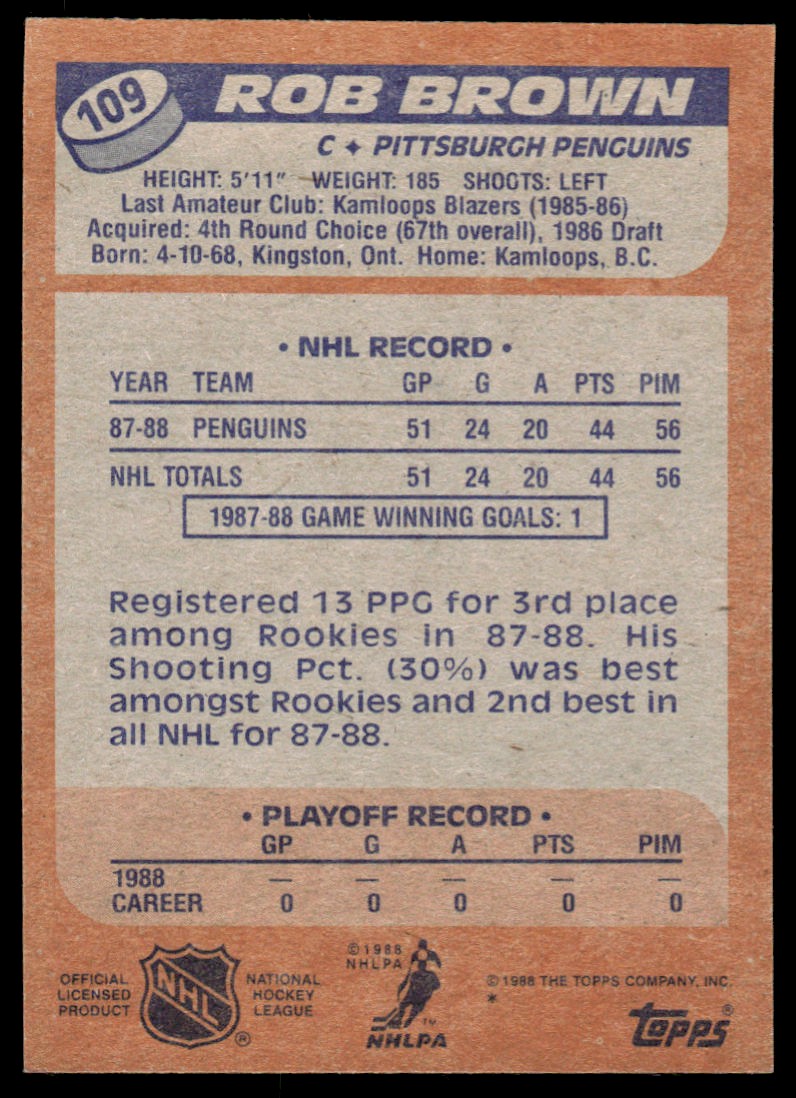 109
ROB BROWN
C ✦ PITTSBURGH PENGUINS
HEIGHT: 5'11" WEIGHT: 185 SHOOTS: LEFT
Last Amateur Club: Kamloops Blazers (1985-86)
Acquired: 4th Round Choice (67th overall), 1986 Draft
Born: 4-10-68, Kingston, Ont. Home: Kamloops, B.C.
• NHL RECORD •
YEAR TEAM GP G A PTS PIM
87-88 PENGUINS 51 24 20 44 56
NHL TOTALS 51 24 20 44 56
1987-88 GAME WINNING GOALS: 1
Registered 13 PPG for 3rd place
among Rookies in 87-88. His
Shooting Pct. (30%) was best
amongst Rookies and 2nd best in
all NHL for 87-88.
• PLAYOFF RECORD •
GP G A PTS PIM
1988 — — — — —
CAREER 0 0 0 0 0
OFFICIAL
LICENSED
PRODUCT
NHL
®
NATIONAL
HOCKEY
LEAGUE
© 1988
NHLPA
™
NHLPA
© 1988 THE TOPPS COMPANY, INC.
*
topps®